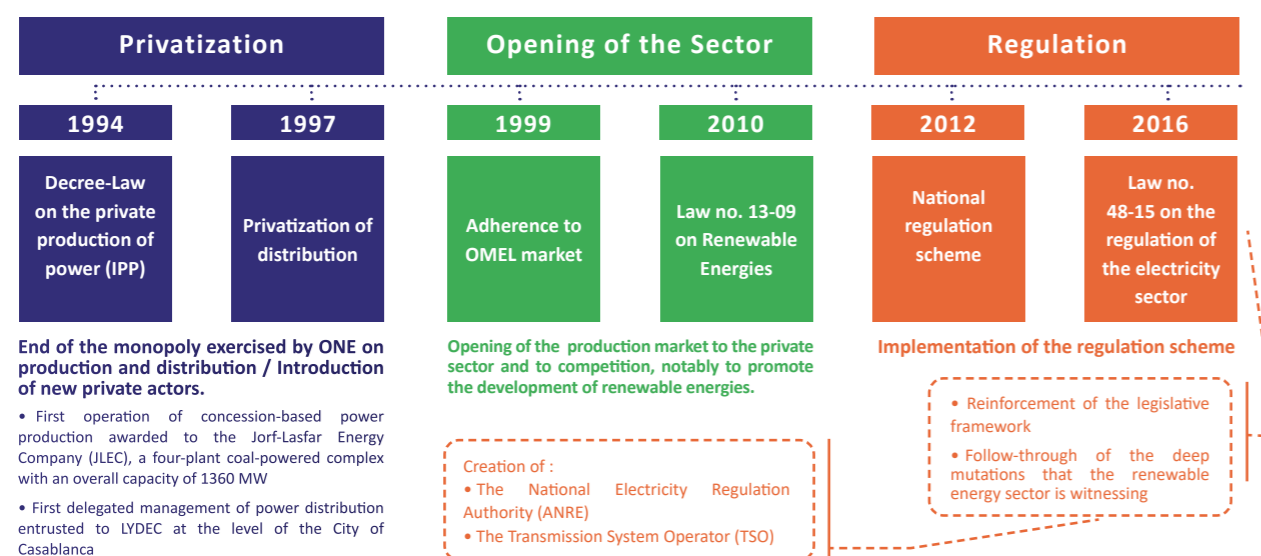 Privatization
Opening of the Sector
Regulation
1994
1997
1999
2010
2012
2016
Decree-Law
on the private
production of
power (IPP)
Privatization of
distribution
Adherence to
OMEL market
Law no. 13-09
on Renewable
Energies
National
regulation
scheme
Law no.
48-15 on the
regulation of
the electricity
sector
End of the monopoly exercised by ONE on
production and distribution / Introduction
of new private actors.
• First operation of concession-based power
production awarded to the Jorf-Lasfar Energy
Company (JLEC), a four-plant coal-powered complex
with an overall capacity of 1360 MW
• First delegated management of power distribution
entrusted to LYDEC at the level of the City of
Casablanca
Opening of the production market to the private
sector and to competition, notably to promote
the development of renewable energies.
Creation of :
• The National Electricity Regulation
Authority (ANRE)
• The Transmission System Operator (TSO)
Implementation of the regulation scheme
• Reinforcement of the legislative
framework
• Follow-through of the deep
mutations that the renewable
energy sector is witnessing